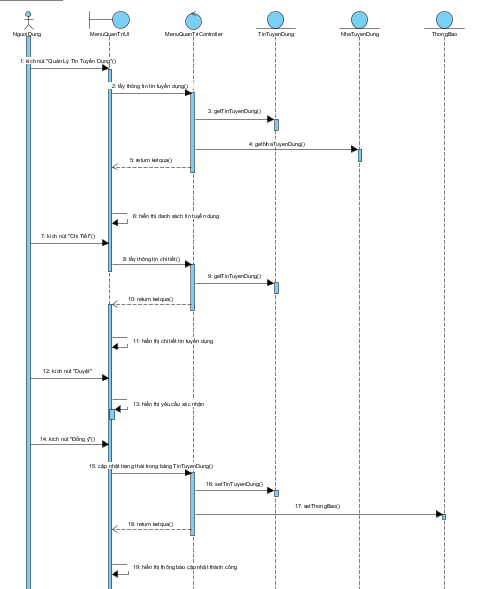 NguoiDung
MenuQuanTriUI
MenuQuanTriController
TinTuyenDung
NhaTuyenDung
ThongBao
1: kích nút "Quản Lý Tin Tuyển Dụng"()
2: lấy thông tin tin tuyển dụng()
3: getTinTuyenDung()
4: getNhaTuyenDung()
5: return ketqua()
6: hiển thị danh sách tin tuyển dụng
7: kích nút "Chi Tiết"()
8: lấy thông tin chi tiết()
9: getTinTuyenDung()
10: return ketqua()
11: hiển thị chi tiết tin tuyển dụng
12: kích nút "Duyệt"
13: hiển thị yêu cầu xác nhận
14: kích nút "Đồng ý"()
15: cập nhật trạng thái trong bảng TinTuyenDung()
16: setTinTuyenDung()
17: setThongBao()
18: return ketqua()
19: hiển thị thông báo cập nhật thành công